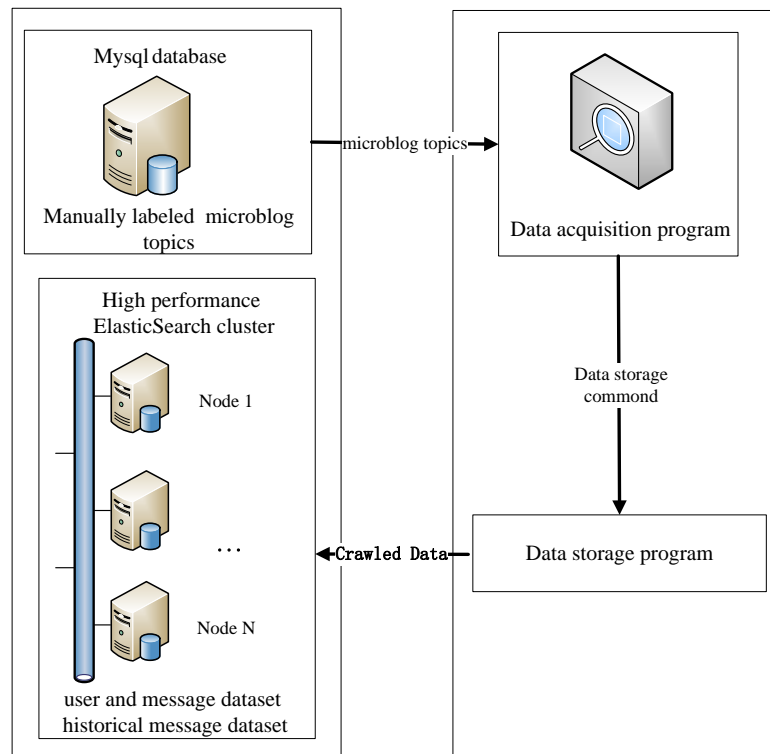 Mysql database
Manually labeled microblog
topics
microblog topics
Data acquisition program
High performance
ElasticSearch cluster
Node 1
...
Node N
user and message dataset
historical message dataset
Data storage
commond
Crawled Data
Data storage program